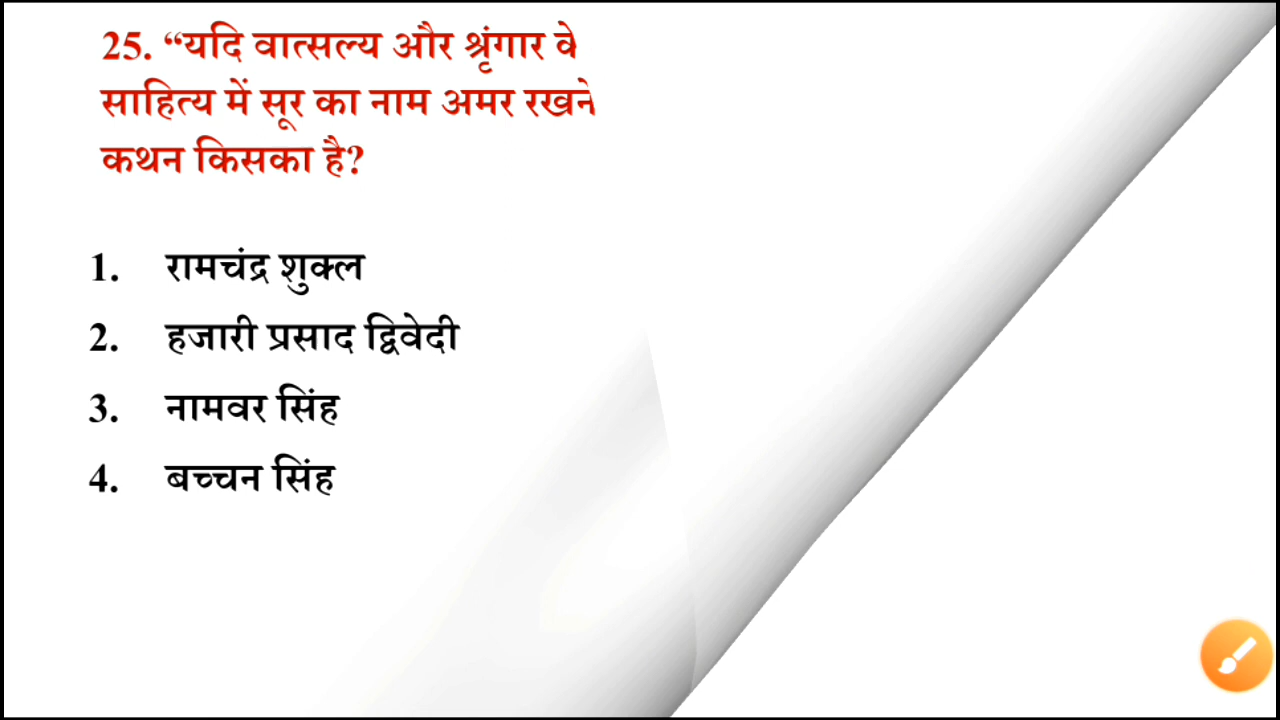 25. “यदि वात्सल्य और श्रृंगार
साहित्य में सूर का नाम अमर रखने
कथन किसका है?
1. रामचंद्र शुक्ल
2. हजारी प्रसाद द्विवेदी
3. नामवर सिंह
4. बच्चन सिंह